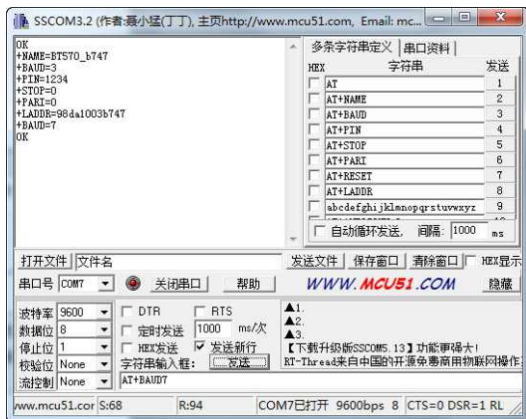 SSCOM3.2 (作者:聂小猛(丁丁), 主页http://www.mcu51.com, Email: mc...
OK
+NAME=BT570_b747
+BAUD=3
+PIN=1234
+STOP=0
+PARI=0
+LADDR=98da1003b747
+BAUD=7
OK
多条字符串定义 串口资料
HEX 字符串 发送
AT 1
AT+NAME 2
AT+BAUD 3
AT+PIN 4
AT+STOP 5
AT+PARI 6
AT+RESET 7
AT+LADDR 8
abcdefghijklmnopqrstuvwxyz 9
自动循环发送, 间隔: 1000 ms
打开文件 文件名 发送文件 保存窗口 清除窗口 HEX显示
串口号 COM7 关闭串口 帮助 WWW.MCU51.COM 隐藏
波特率 9600 DTR RTS
数据位 8 定时发送 1000 ms/次
停止位 1 HEX发送 发送新行
校验位 None 字符串输入框: 发送
流控制 None AT+BAUD7
▲1.
▲2.
▲3.
【下载升级版SSCOM5.13】功能更强大!
RT-Thread来自中国的开源免费商用物联网操作
ww.mcu51.cor S:68 R:94 COM7已打开 9600bps 8 CTS=0 DSR=1 RL